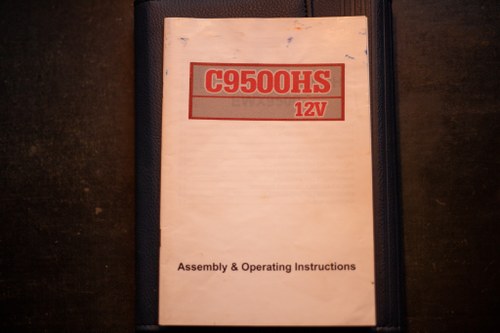 C9500HS
12V
Assembly & Operating Instructions